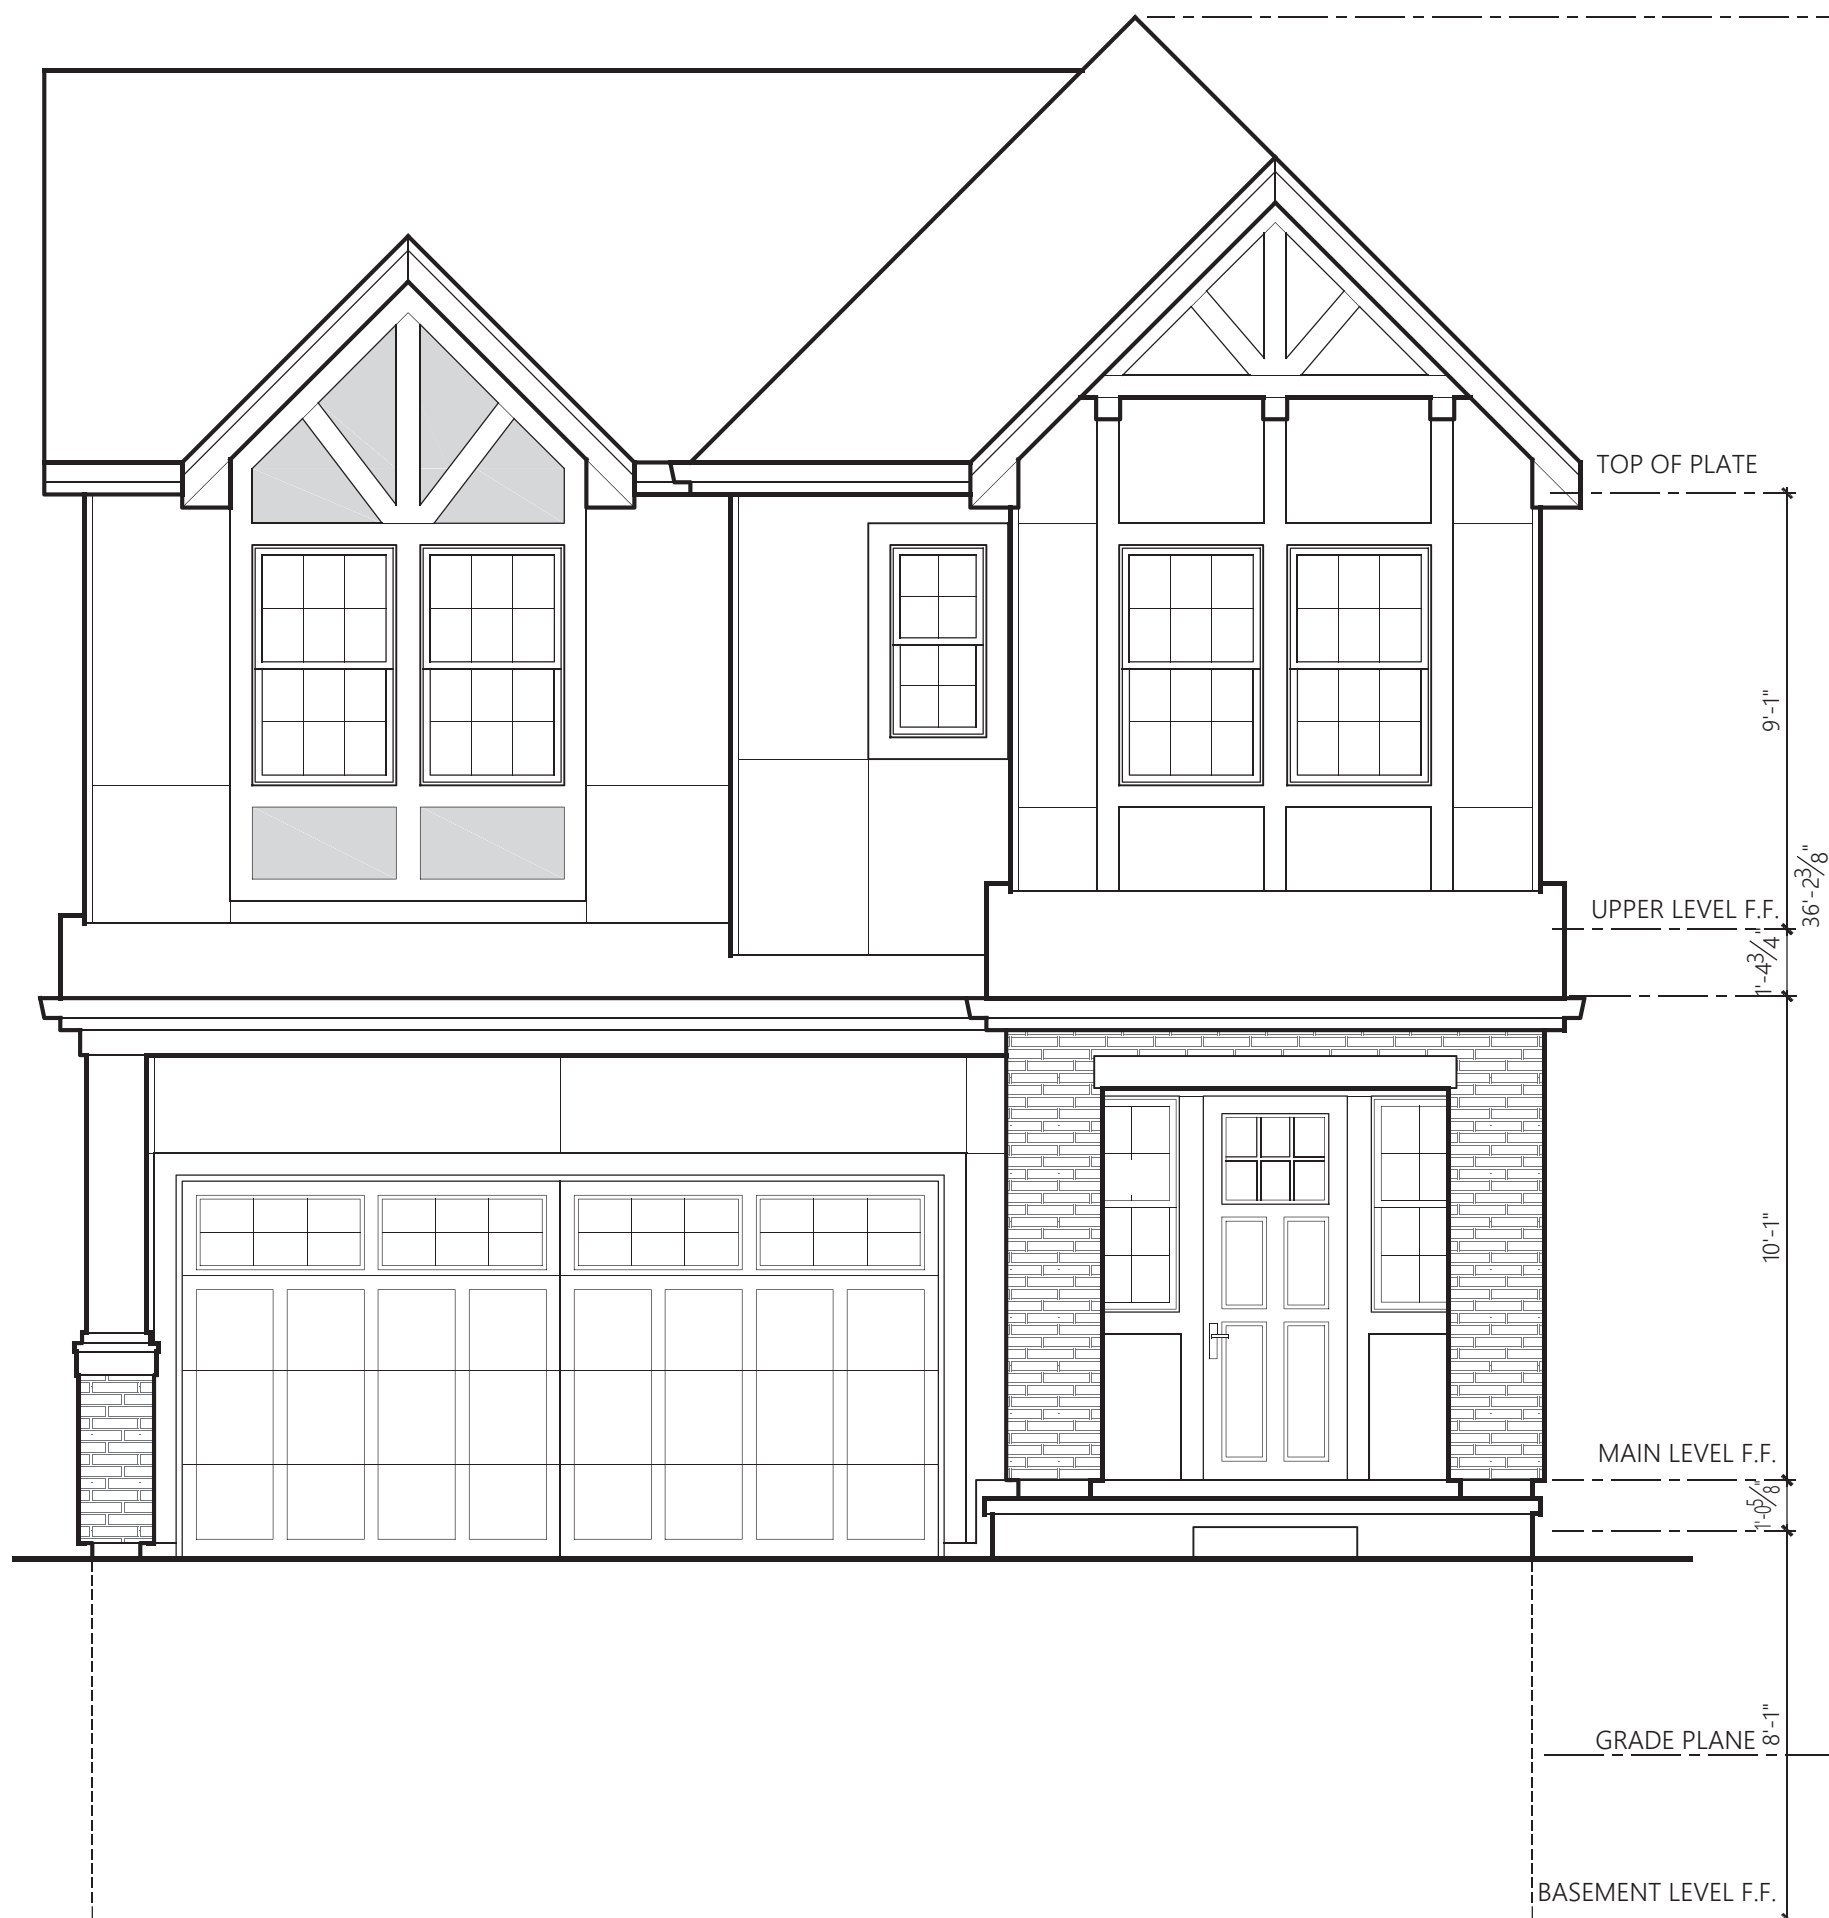 TOP OF PLATE
9'-1"
36'-2 3/8"
UPPER LEVEL F.F.
1'-4 3/4"
10'-1"
MAIN LEVEL F.F.
1'-0 5/8"
GRADE PLANE
8'-1"
BASEMENT LEVEL F.F.